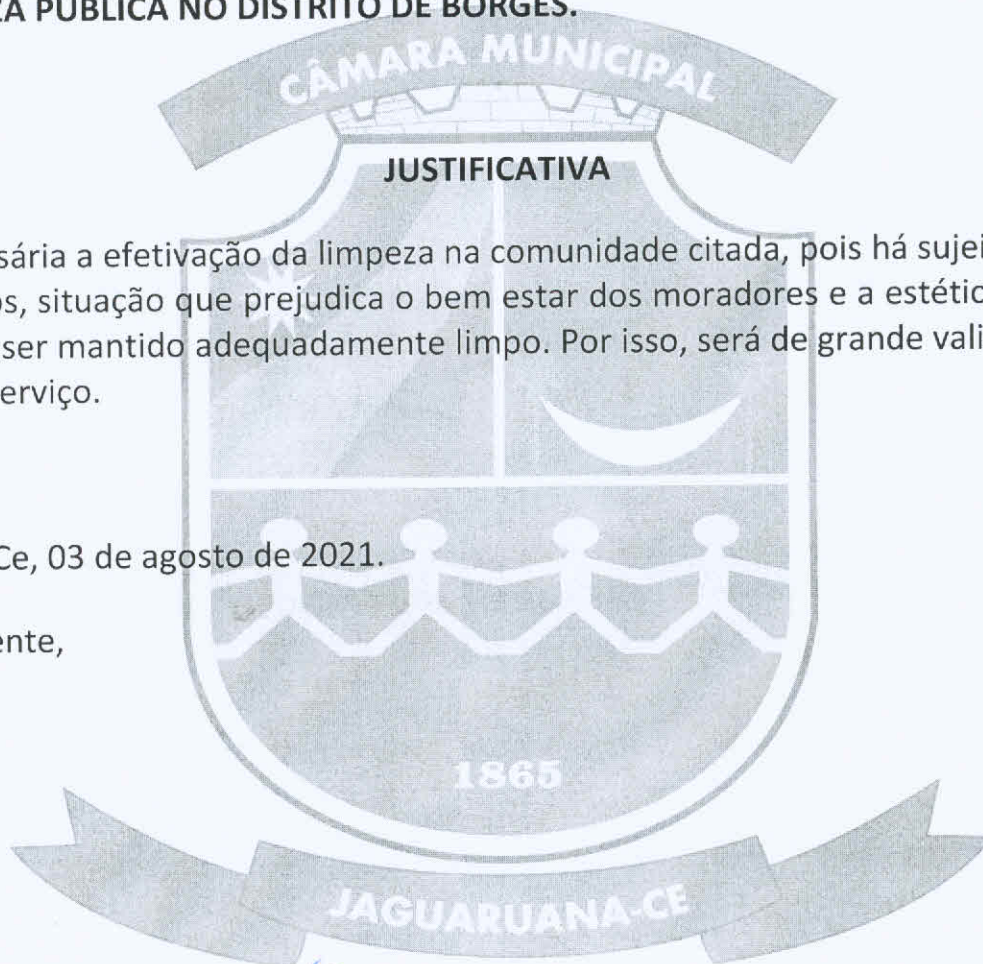 ZA PÚBLICA NO DISTRITO DE BORGES.
CÂMARA MUNICIPAL
JUSTIFICATIVA
sária a efetivação da limpeza na comunidade citada, pois há sujei
os, situação que prejudica o bem estar dos moradores e a estétic
ser mantido adequadamente limpo. Por isso, será de grande vali
erviço.
Ce, 03 de agosto de 2021.
ente,
1865
JAGUARUANA-CE